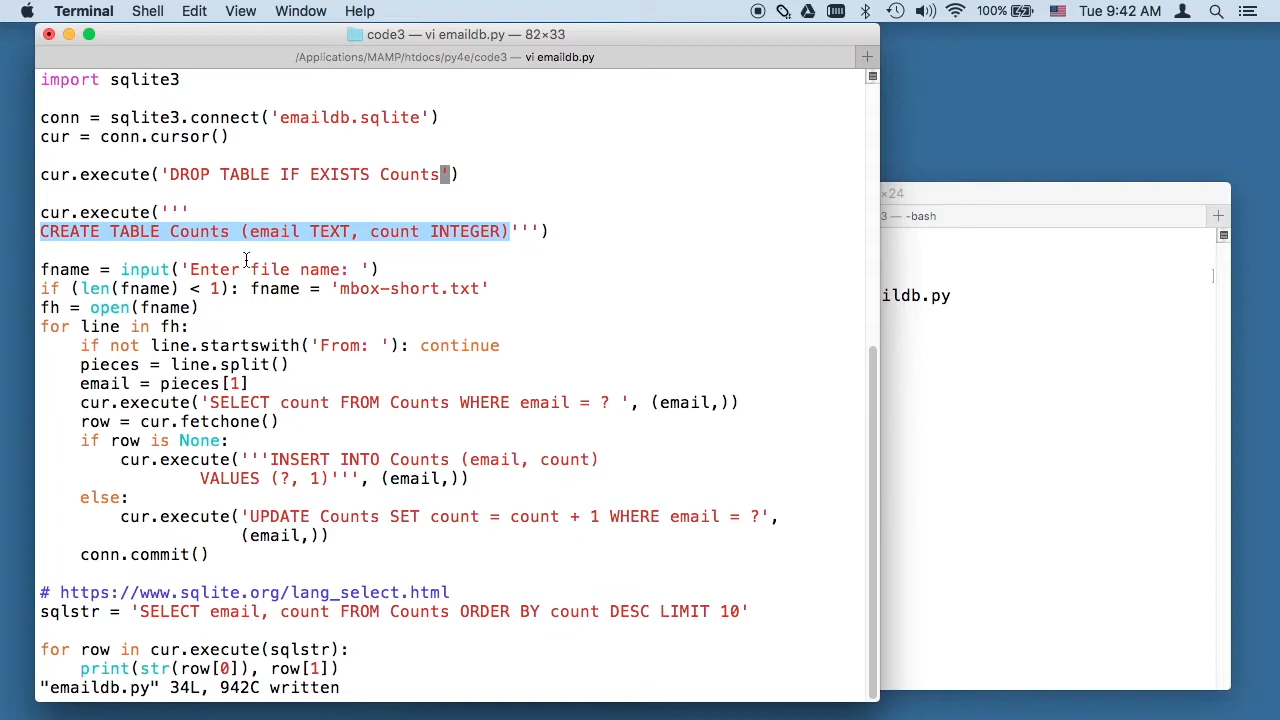 Terminal Shell Edit View Window Help 100% Tue 9:42 AM
code3 — vi emaildb.py — 82×33
/Applications/MAMP/htdocs/py4e/code3 — vi emaildb.py +
import sqlite3
conn = sqlite3.connect('emaildb.sqlite')
cur = conn.cursor()
cur.execute('DROP TABLE IF EXISTS Counts')
cur.execute('''
CREATE TABLE Counts (email TEXT, count INTEGER)''')
fname = input('Enter file name: ')
if (len(fname) < 1): fname = 'mbox-short.txt'
fh = open(fname)
for line in fh:
    if not line.startswith('From: '): continue
    pieces = line.split()
    email = pieces[1]
    cur.execute('SELECT count FROM Counts WHERE email = ? ', (email,))
    row = cur.fetchone()
    if row is None:
        cur.execute('''INSERT INTO Counts (email, count)
                VALUES (?, 1)''', (email,))
    else:
        cur.execute('UPDATE Counts SET count = count + 1 WHERE email = ?',
                    (email,))
    conn.commit()
# https://www.sqlite.org/lang_select.html
sqlstr = 'SELECT email, count FROM Counts ORDER BY count DESC LIMIT 10'
for row in cur.execute(sqlstr):
    print(str(row[0]), row[1])
"emaildb.py" 34L, 942C written
×24
3 — -bash +
]
ildb.py